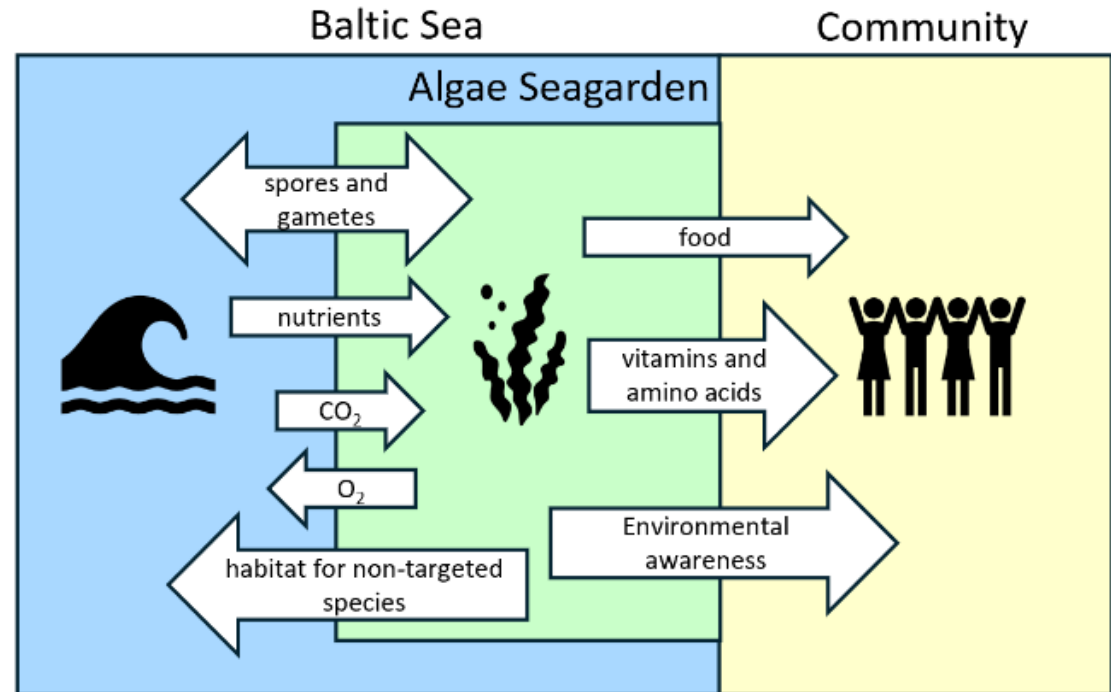 Baltic Sea
Community
Algae Seagarden
spores and
gametes
food
nutrients
vitamins and
amino acids
CO₂
O₂
Environmental
awareness
habitat for non-targeted
species